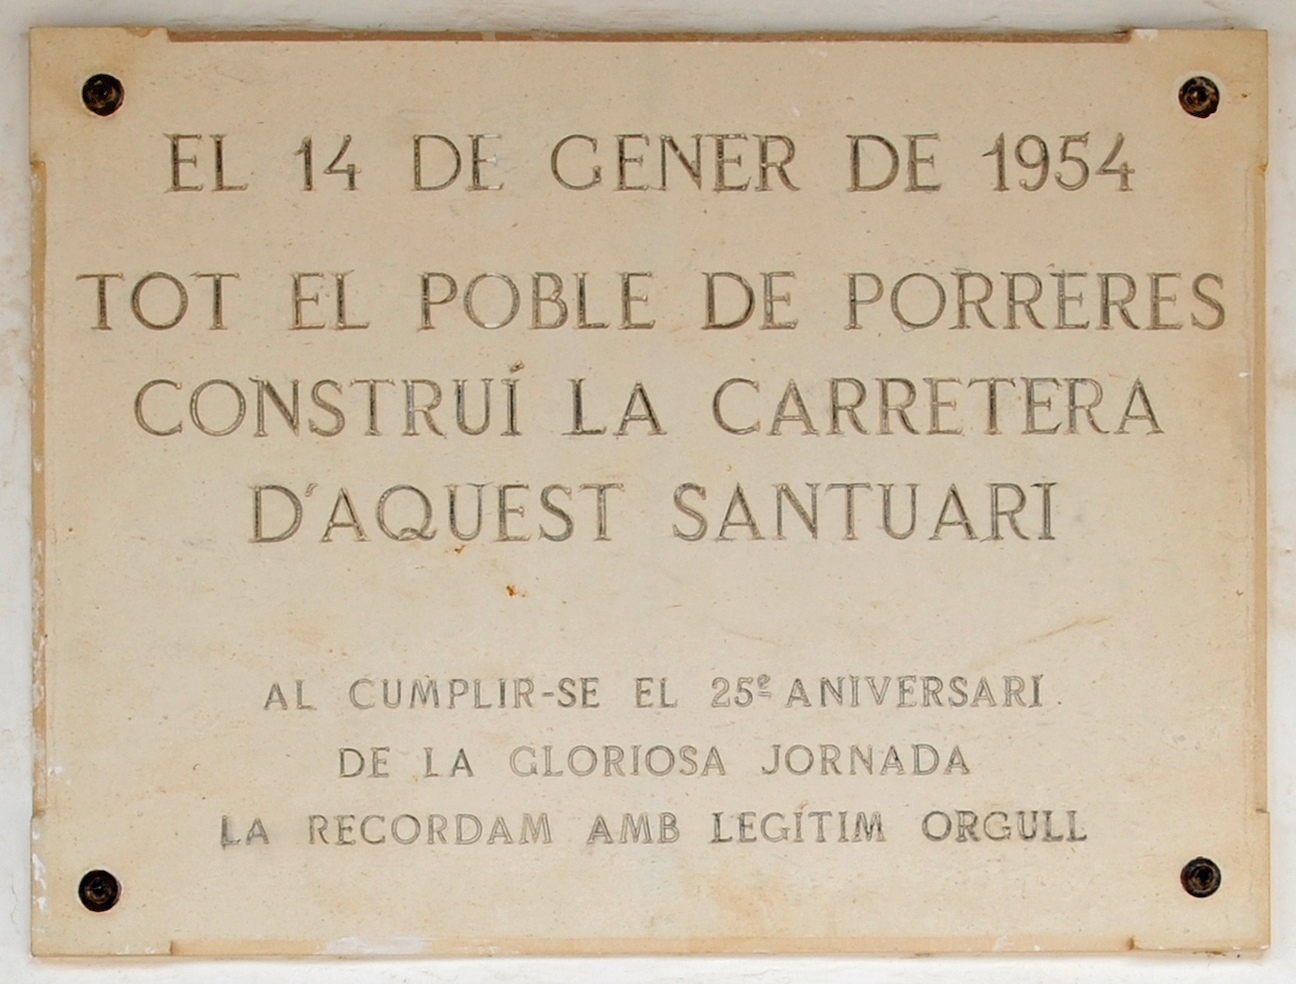 EL 14 DE GENER DE 1954
TOT EL POBLE DE PORRERES
CONSTRUÍ LA CARRETERA
D'AQUEST SANTUARI
AL CUMPLIR-SE EL 25e ANIVERSARI
DE LA GLORIOSA JORNADA
LA RECORDAM AMB LEGÍTIM ORGULL